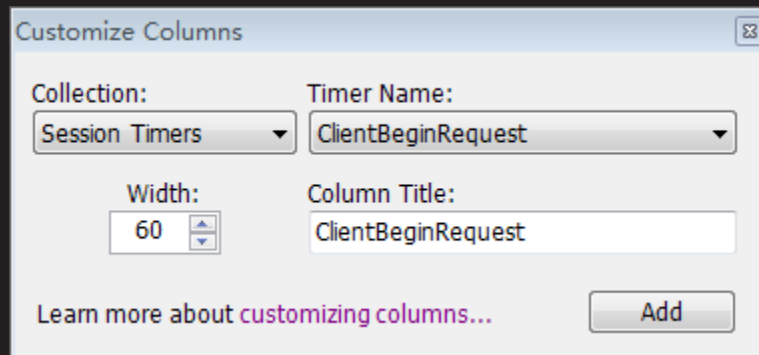 Customize Columns
Collection: Timer Name:
Session Timers ClientBeginRequest
Width: Column Title:
60 ClientBeginRequest
Learn more about customizing columns... Add